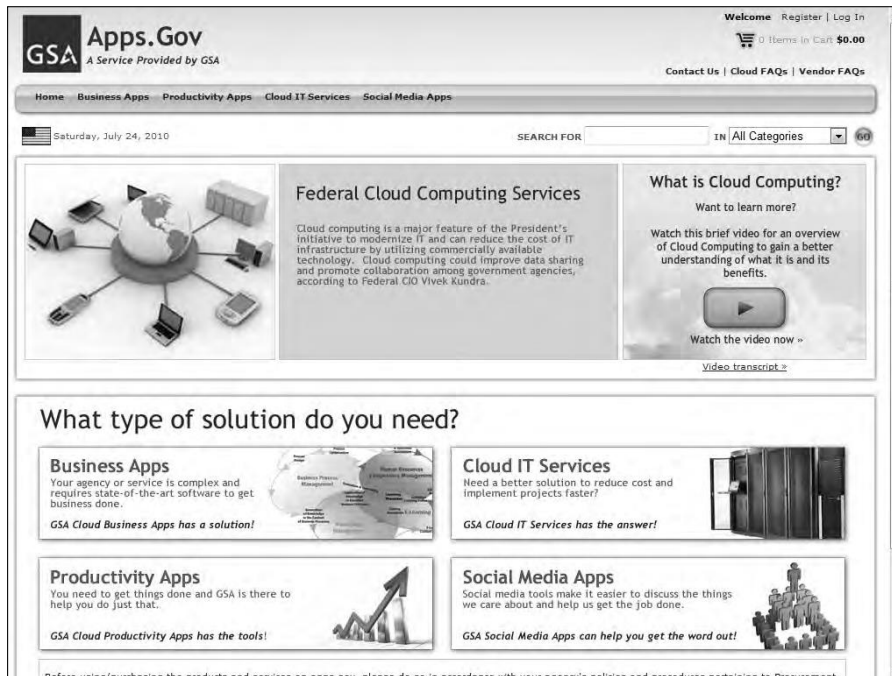 GSA
Apps.Gov
A Service Provided by GSA
Welcome Register | Log In
0 Items in Cart $0.00
Contact Us | Cloud FAQs | Vendor FAQs
Home Business Apps Productivity Apps Cloud IT Services Social Media Apps
Saturday, July 24, 2010
SEARCH FOR IN All Categories GO
Federal Cloud Computing Services
Cloud computing is a major feature of the President's
initiative to modernize IT and can reduce the cost of IT
infrastructure by utilizing commercially available
technology. Cloud computing could improve data sharing
and promote collaboration among government agencies,
according to Federal CIO Vivek Kundra.
What is Cloud Computing?
Want to learn more?
Watch this brief video for an overview
of Cloud Computing to gain a better
understanding of what it is and its
benefits.
Watch the video now »
Video transcript »
What type of solution do you need?
Business Apps
Your agency or service is complex and
requires state-of-the-art software to get
business done.
GSA Cloud Business Apps has a solution!
Cloud IT Services
Need a better solution to reduce cost and
implement projects faster?
GSA Cloud IT Services has the answer!
Productivity Apps
You need to get things done and GSA is there to
help you do just that.
GSA Cloud Productivity Apps has the tools!
Social Media Apps
Social media tools make it easier to discuss the things
we care about and help us get the job done.
GSA Social Media Apps can help you get the word out!